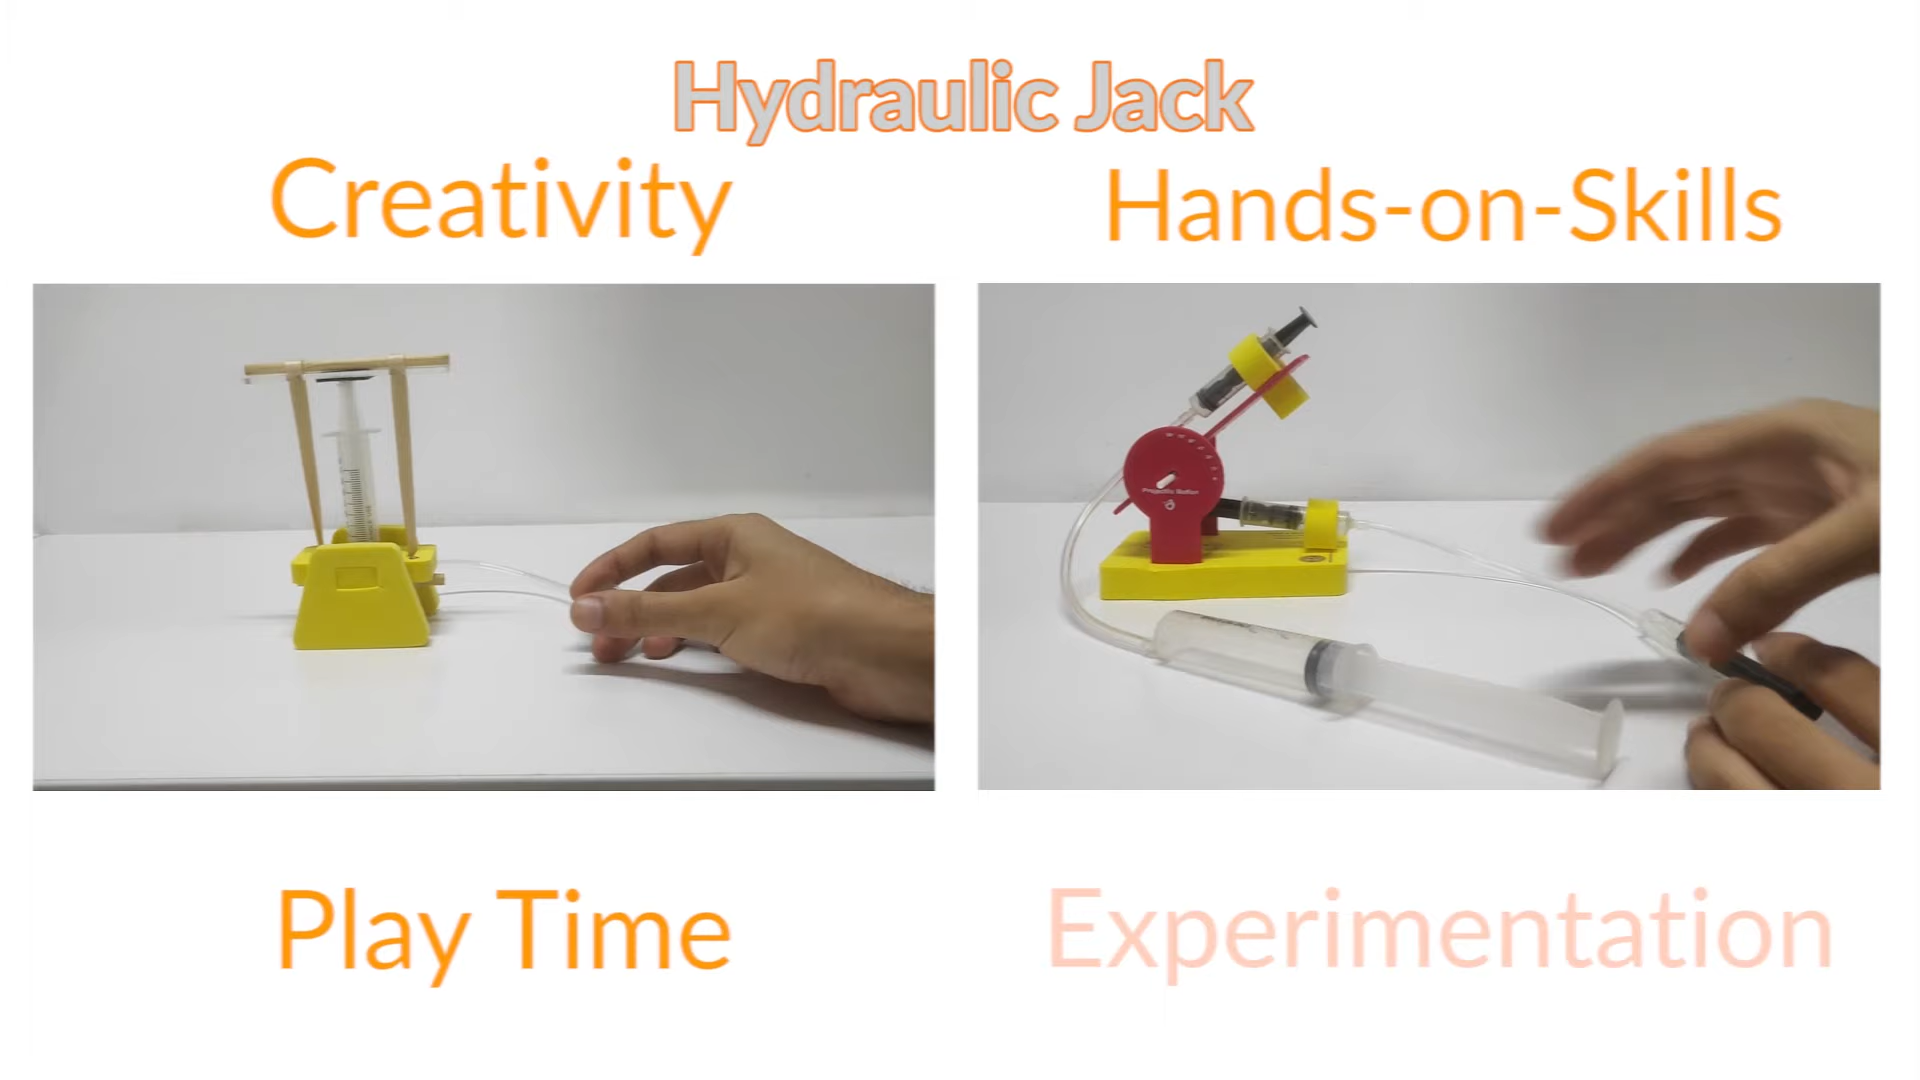 Hydraulic Jack
Creativity
Hands-on-Skills
Play Time
Experimentation